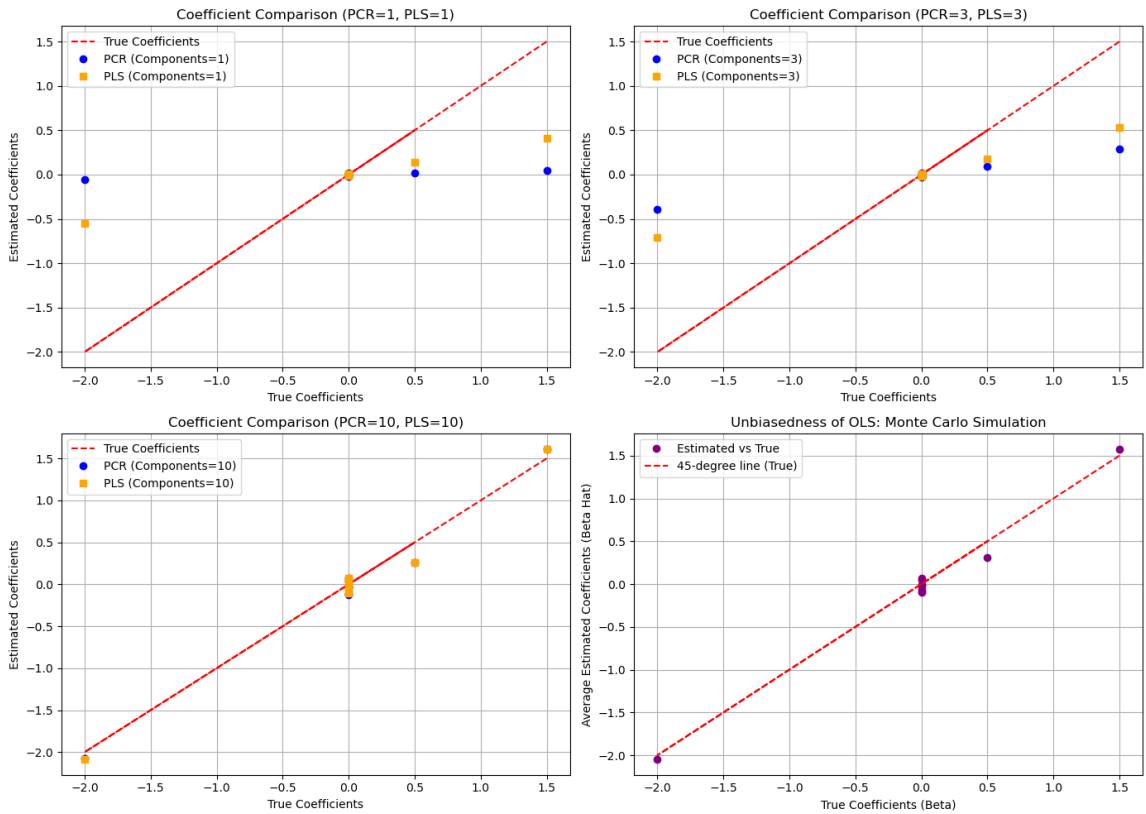 Coefficient Comparison (PCR=1, PLS=1)
True Coefficients
PCR (Components=1)
PLS (Components=1)
Estimated Coefficients
1.5
1.0
0.5
0.0
−0.5
−1.0
−1.5
−2.0
−2.0 −1.5 −1.0 −0.5 0.0 0.5 1.0 1.5
True Coefficients
Coefficient Comparison (PCR=3, PLS=3)
True Coefficients
PCR (Components=3)
PLS (Components=3)
Estimated Coefficients
1.5
1.0
0.5
0.0
−0.5
−1.0
−1.5
−2.0
−2.0 −1.5 −1.0 −0.5 0.0 0.5 1.0 1.5
True Coefficients
Coefficient Comparison (PCR=10, PLS=10)
True Coefficients
PCR (Components=10)
PLS (Components=10)
Estimated Coefficients
1.5
1.0
0.5
0.0
−0.5
−1.0
−1.5
−2.0
−2.0 −1.5 −1.0 −0.5 0.0 0.5 1.0 1.5
True Coefficients
Unbiasedness of OLS: Monte Carlo Simulation
Estimated vs True
45-degree line (True)
Average Estimated Coefficients (Beta Hat)
1.5
1.0
0.5
0.0
−0.5
−1.0
−1.5
−2.0
−2.0 −1.5 −1.0 −0.5 0.0 0.5 1.0 1.5
True Coefficients (Beta)